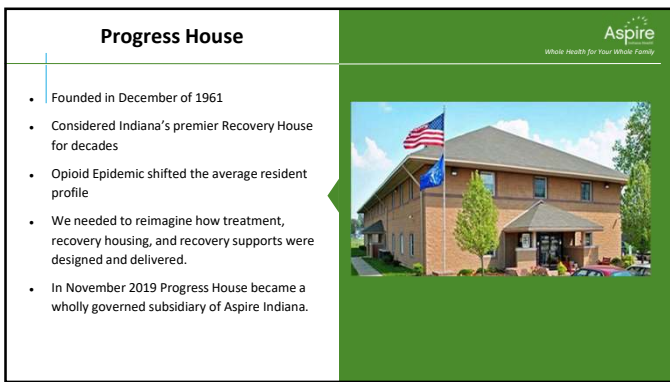 Progress House
Aspire
Whole Health for Your Whole Family
• Founded in December of 1961
• Considered Indiana's premier Recovery House
for decades
• Opioid Epidemic shifted the average resident
profile
• We needed to reimagine how treatment,
recovery housing, and recovery supports were
designed and delivered.
• In November 2019 Progress House became a
wholly governed subsidiary of Aspire Indiana.